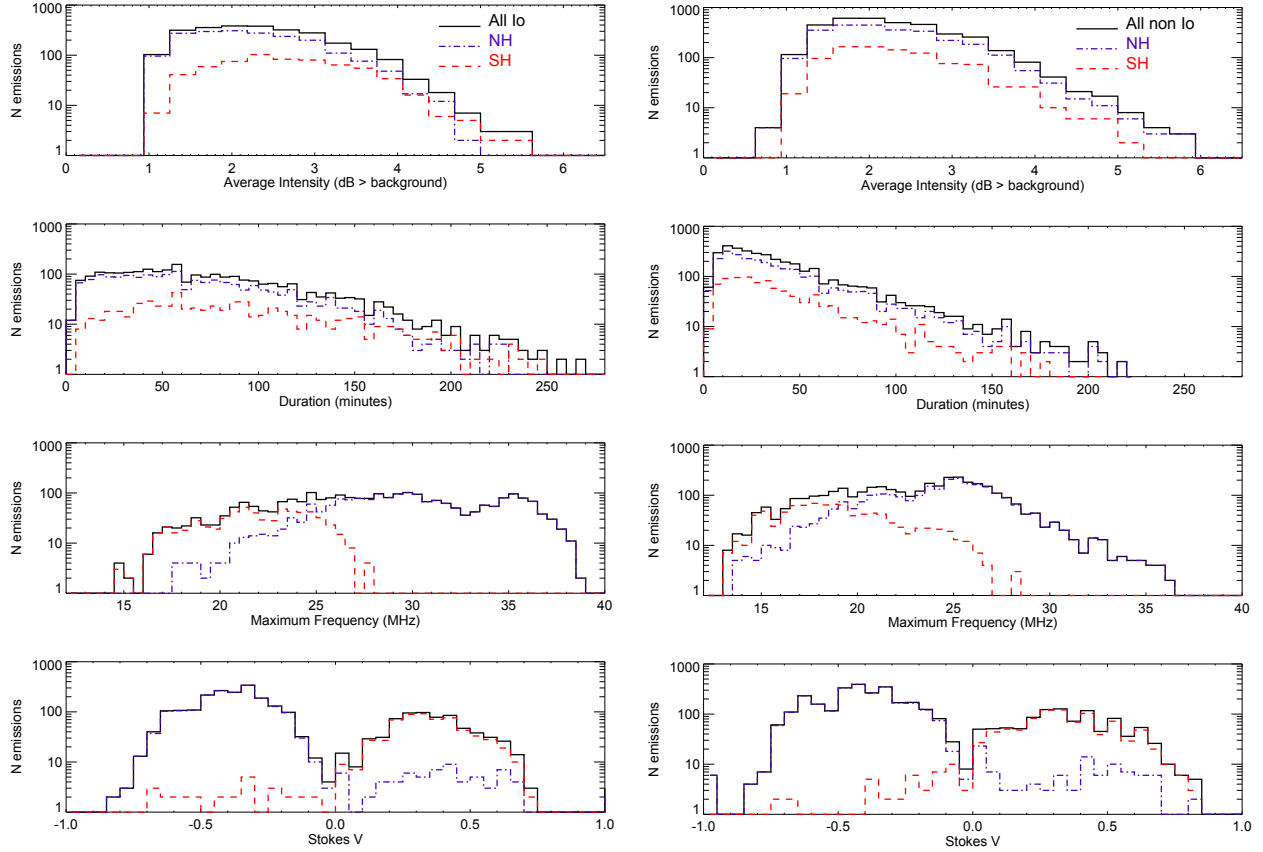 1000
100
10
1
N emissions
All Io
NH
SH
0 1 2 3 4 5 6
Average Intensity (dB > background)
1000
100
10
1
N emissions
All non Io
NH
SH
0 1 2 3 4 5 6
Average Intensity (dB > background)
1000
100
10
1
N emissions
0 50 100 150 200 250
Duration (minutes)
1000
100
10
1
N emissions
0 50 100 150 200 250
Duration (minutes)
1000
100
10
1
N emissions
15 20 25 30 35 40
Maximum Frequency (MHz)
1000
100
10
1
N emissions
15 20 25 30 35 40
Maximum Frequency (MHz)
1000
100
10
1
N emissions
-1.0 -0.5 0.0 0.5 1.0
Stokes V
1000
100
10
1
N emissions
-1.0 -0.5 0.0 0.5 1.0
Stokes V